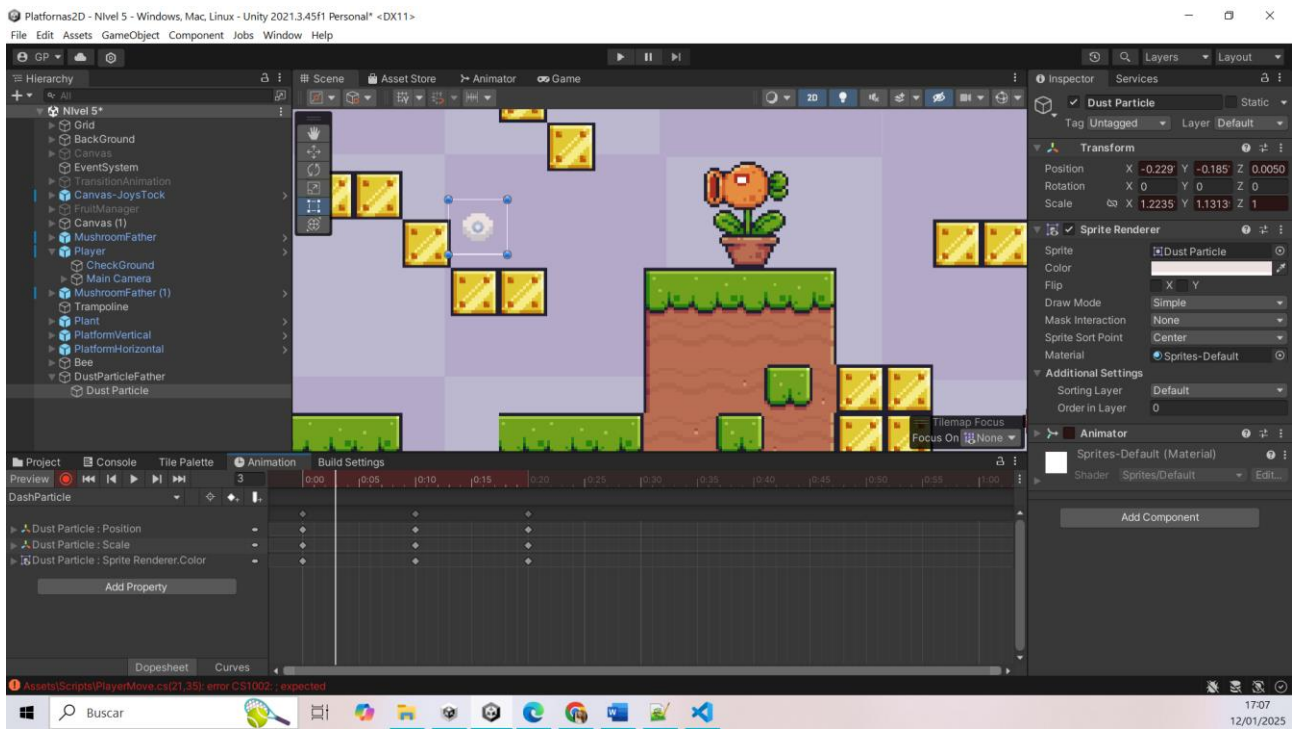 Platfornas2D - NIvel 5 - Windows, Mac, Linux - Unity 2021.3.45f1 Personal* <DX11>
File Edit Assets GameObject Component Jobs Window Help
GP
Layers Layout
Hierarchy
All
NIvel 5*
Grid
BackGround
Canvas
EventSystem
TransitionAnimation
Canvas-JoysTock
FruitManager
Canvas (1)
MushroomFather
Player
CheckGround
Main Camera
MushroomFather (1)
Trampoline
Plant
PlatformVertical
PlatformHorizontal
Bee
DustParticleFather
Dust Particle
Scene Asset Store Animator Game
2D
Tilemap Focus
Focus On None
Inspector Services
Dust Particle Static
Tag Untagged Layer Default
Transform
Position X -0.229 Y -0.185 Z 0.0050
Rotation X 0 Y 0 Z 0
Scale X 1.2235 Y 1.1313 Z 1
Sprite Renderer
Sprite Dust Particle
Color
Flip X Y
Draw Mode Simple
Mask Interaction None
Sprite Sort Point Center
Material Sprites-Default
Additional Settings
Sorting Layer Default
Order in Layer 0
Animator
Sprites-Default (Material)
Shader Sprites/Default Edit...
Add Component
Project Console Tile Palette Animation Build Settings
Preview 3 0:00 0:05 0:10 0:15 0:20 0:25 0:30 0:35 0:40 0:45 0:50 0:55 1:00
DashParticle
Dust Particle : Position
Dust Particle : Scale
Dust Particle : Sprite Renderer.Color
Add Property
Dopesheet Curves
Assets\Scripts\PlayerMove.cs(21,35): error CS1002: ; expected
Buscar
17:07
12/01/2025